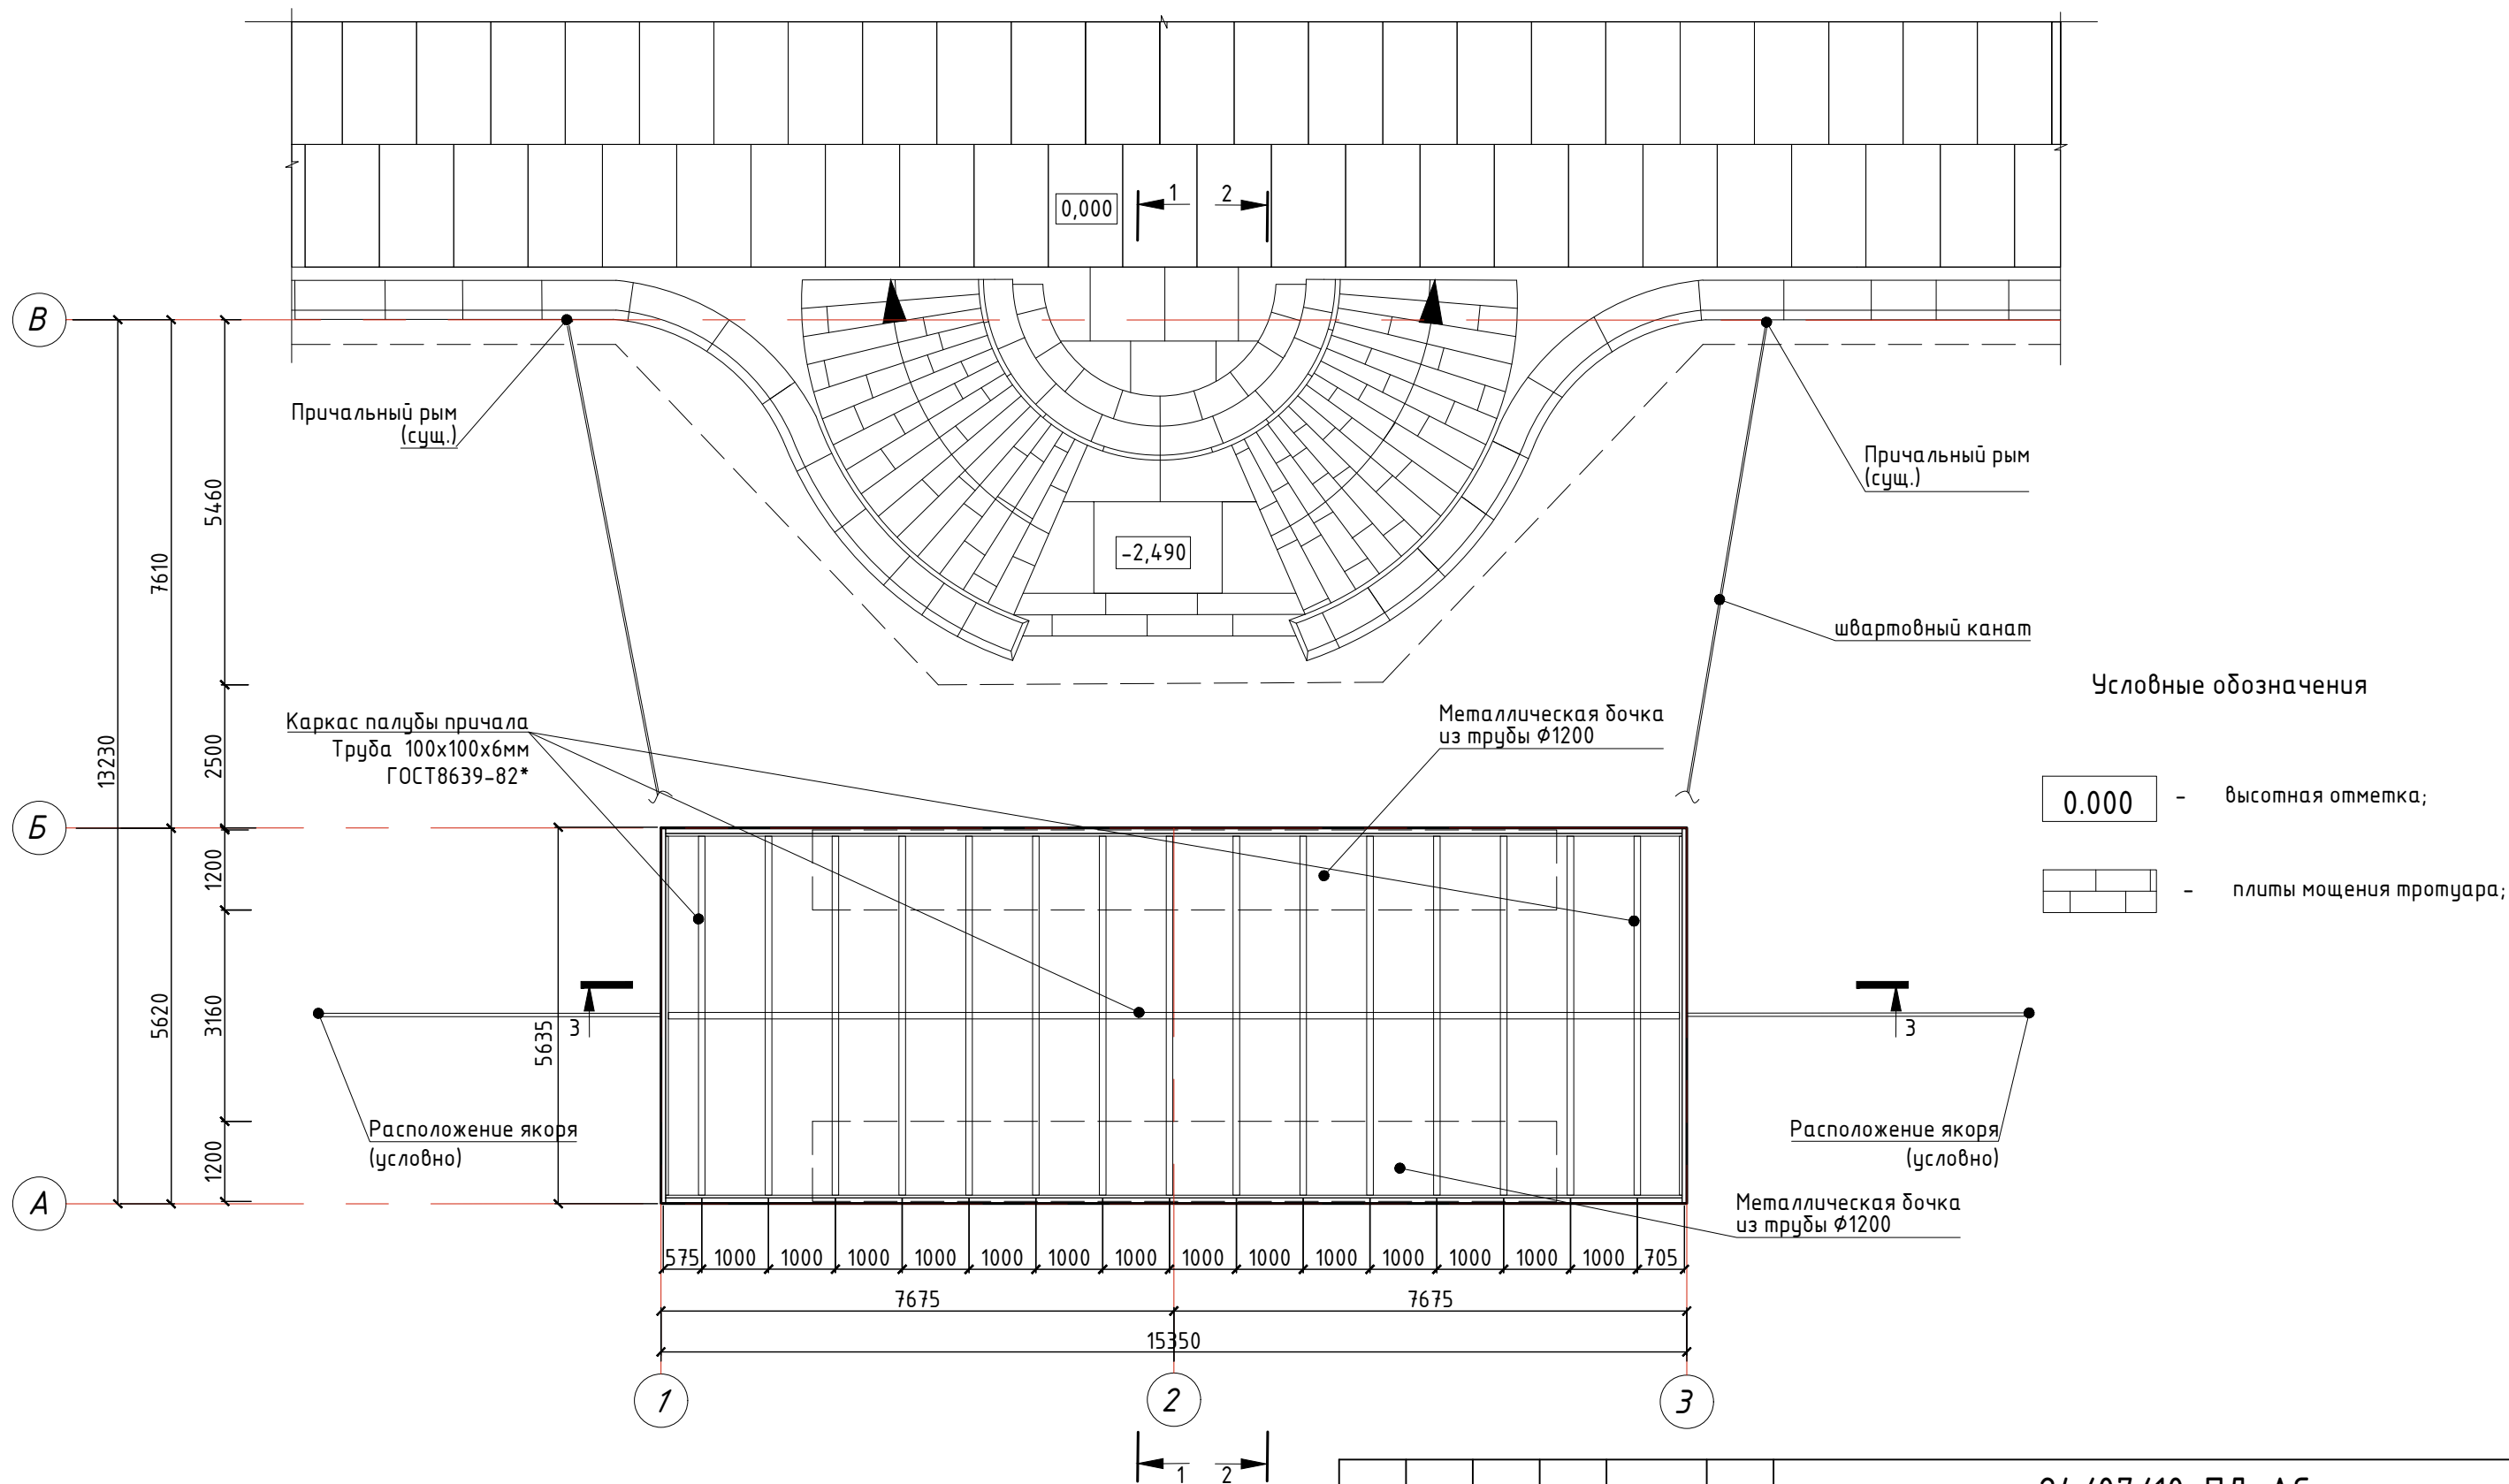 0,000
1
2
В
Причальный рым
(сущ.)
Причальный рым
(сущ.)
-2,490
швартовный канат
Условные обозначения
0.000 - высотная отметка;
- плиты мощения тротуара;
Каркас палубы причала
Труба 100х100х6мм
ГОСТ8639-82*
Металлическая бочка
из трубы Ф1200
13230
7610
5460
2500
Б
1200
3160
1200
5620
5635
3
3
Расположение якоря
(условно)
Расположение якоря
(условно)
Металлическая бочка
из трубы Ф1200
А
575 1000 1000 1000 1000 1000 1000 1000 1000 1000 1000 1000 1000 1000 1000 705
7675
7675
15350
1
2
3
1
2